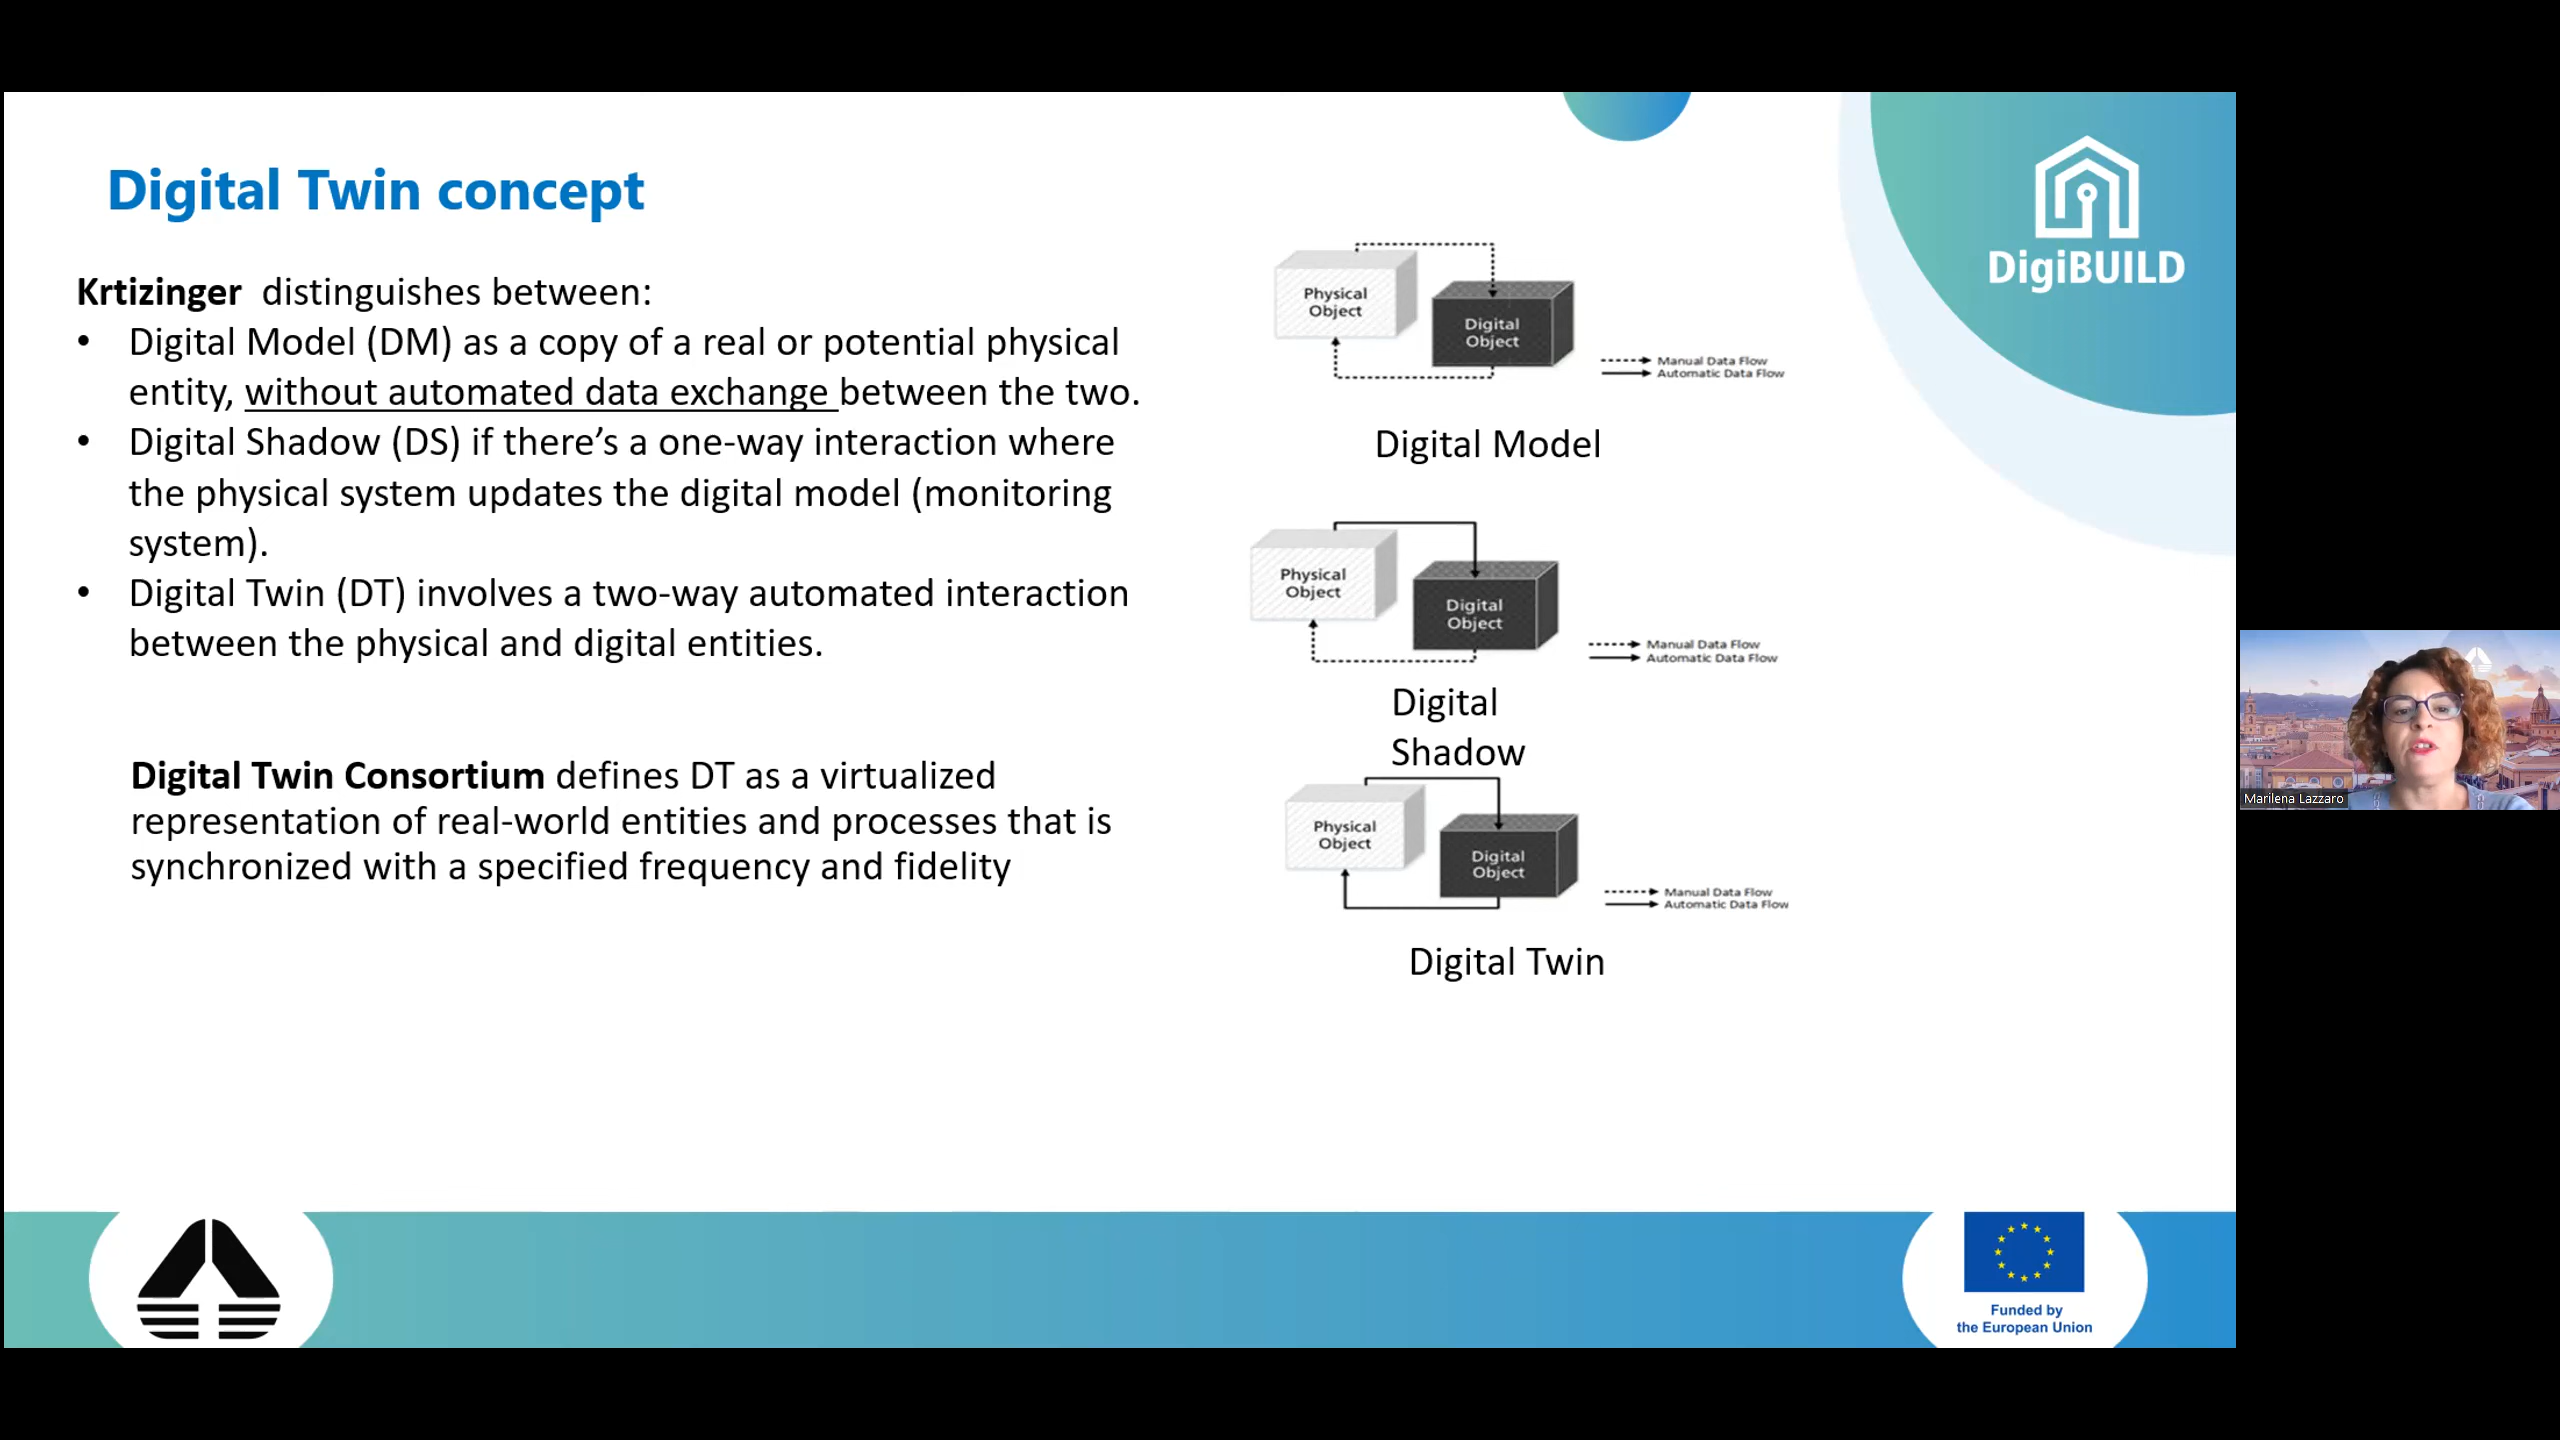 Digital Twin concept
DigiBUILD
Krtizinger distinguishes between:
• Digital Model (DM) as a copy of a real or potential physical
entity, without automated data exchange between the two.
• Digital Shadow (DS) if there’s a one-way interaction where
the physical system updates the digital model (monitoring
system).
• Digital Twin (DT) involves a two-way automated interaction
between the physical and digital entities.
Digital Twin Consortium defines DT as a virtualized
representation of real-world entities and processes that is
synchronized with a specified frequency and fidelity
Physical
Object
Digital
Object
Manual Data Flow
Automatic Data Flow
Digital Model
Physical
Object
Digital
Object
Manual Data Flow
Automatic Data Flow
Digital
Shadow
Physical
Object
Digital
Object
Manual Data Flow
Automatic Data Flow
Digital Twin
Marilena Lazzaro
Funded by
the European Union